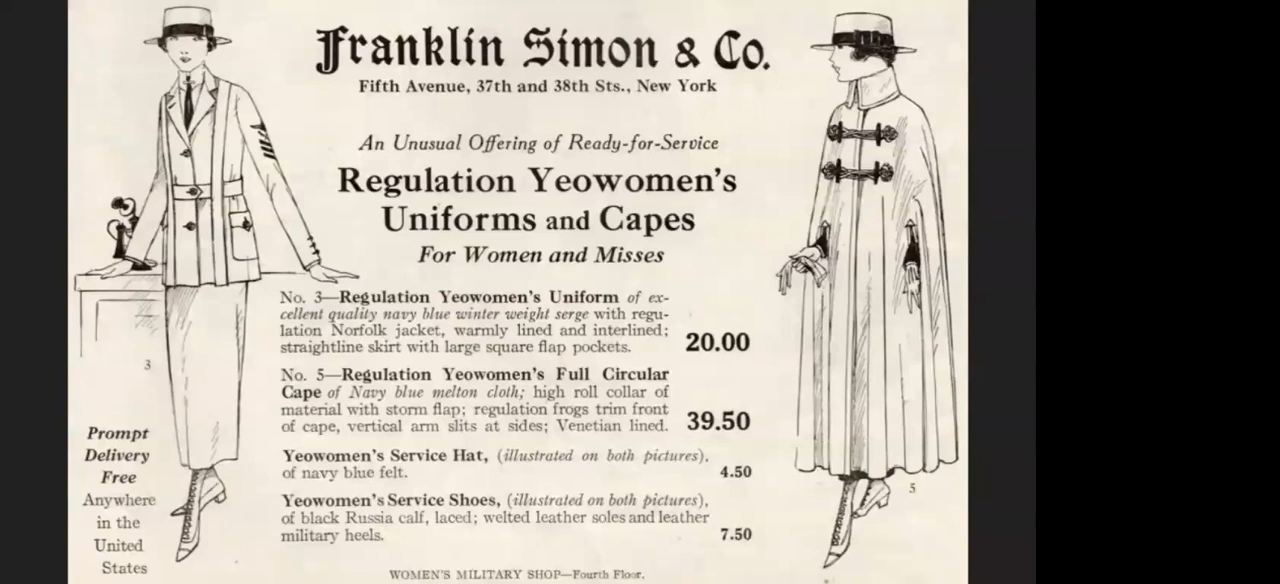 Franklin Simon & Co.
Fifth Avenue, 37th and 38th Sts., New York
An Unusual Offering of Ready-for-Service
Regulation Yeowomen's
Uniforms and Capes
For Women and Misses
No. 3—Regulation Yeowomen's Uniform of ex-
cellent quality navy blue winter weight serge with regu-
lation Norfolk jacket, warmly lined and interlined;
straightline skirt with large square flap pockets.
20.00
No. 5—Regulation Yeowomen's Full Circular
Cape of Navy blue melton cloth; high roll collar of
material with storm flap; regulation frogs trim front
of cape, vertical arm slits at sides; Venetian lined.
39.50
Yeowomen's Service Hat, (illustrated on both pictures),
of navy blue felt.
4.50
Yeowomen's Service Shoes, (illustrated on both pictures),
of black Russia calf, laced; welted leather soles and leather
military heels.
7.50
WOMEN'S MILITARY SHOP—Fourth Floor.
3
Prompt
Delivery
Free
Anywhere
in the
United
States
5